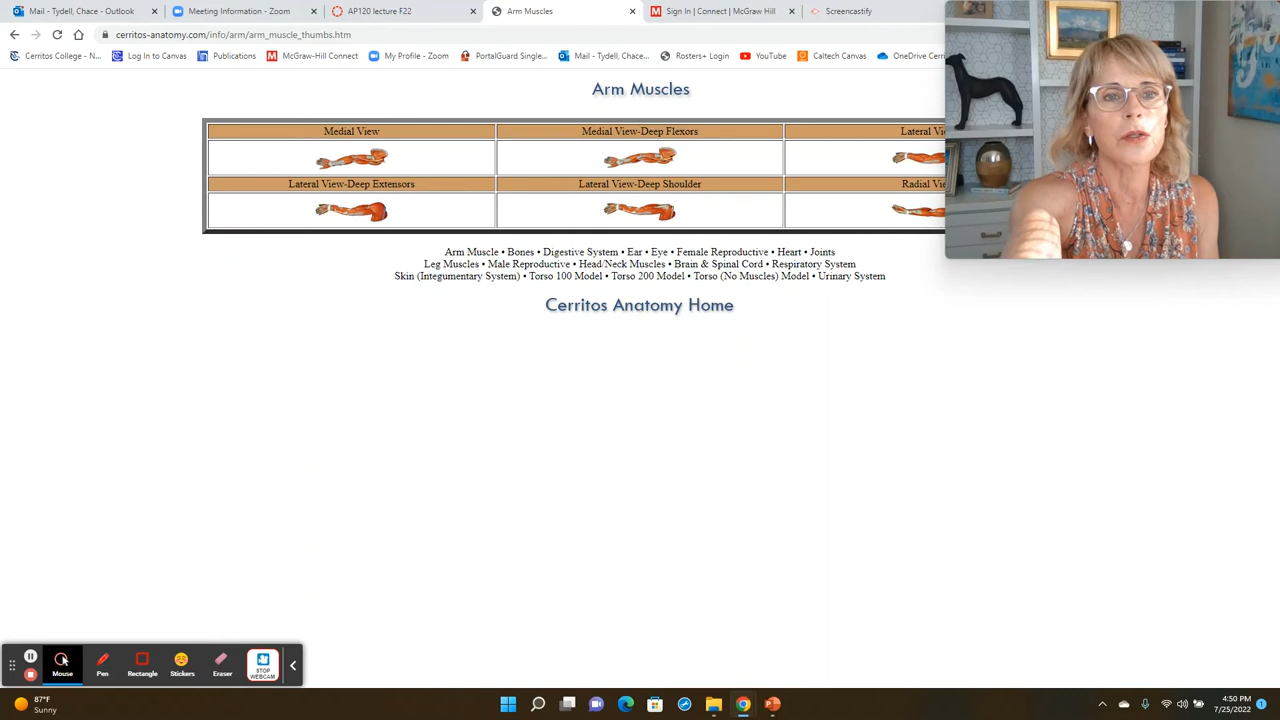 Mail - Tydell, Chace - Outlook
Meeting Information - Zoom
AP120 lecture F22
Arm Muscles
Sign In | Connect | McGraw Hill
Screencastify
cerritos-anatomy.com/info/arm/arm_muscle_thumbs.htm
Cerritos College - N...
Log In to Canvas
Publications
McGraw-Hill Connect
My Profile - Zoom
PortalGuard Single...
Mail - Tydell, Chace...
Rosters+ Login
YouTube
Caltech Canvas
OneDrive Cerritos
Arm Muscles
Medial View
Medial View-Deep Flexors
Lateral Vi
Lateral View-Deep Extensors
Lateral View-Deep Shoulder
Radial Vie
Arm Muscle • Bones • Digestive System • Ear • Eye • Female Reproductive • Heart • Joints
Leg Muscles • Male Reproductive • Head/Neck Muscles • Brain & Spinal Cord • Respiratory System
Skin (Integumentary System) • Torso 100 Model • Torso 200 Model • Torso (No Muscles) Model • Urinary System
Cerritos Anatomy Home
Mouse
Pen
Rectangle
Stickers
Eraser
STOP
WEBCAM
87°F
Sunny
4:50 PM
7/25/2022